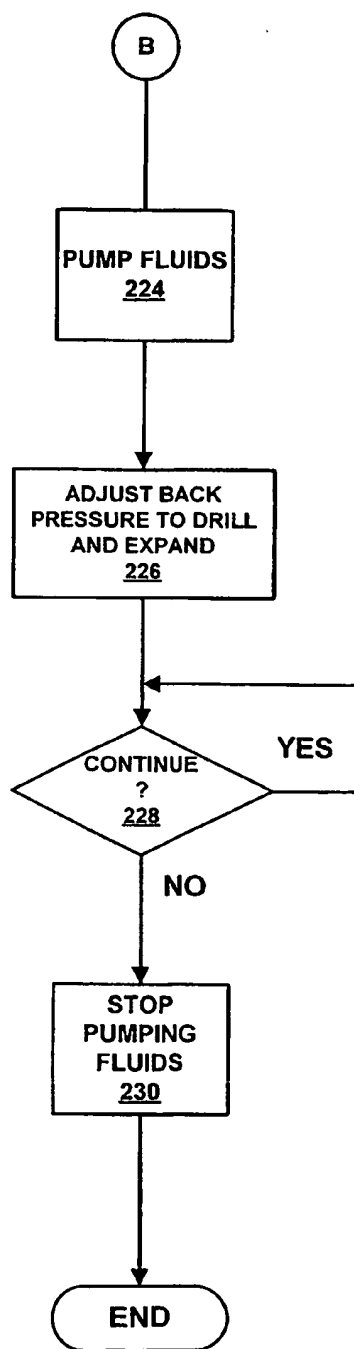 B
PUMP FLUIDS
224
ADJUST BACK
PRESSURE TO DRILL
AND EXPAND
226
CONTINUE
?
228
YES
NO
STOP
PUMPING
FLUIDS
230
END